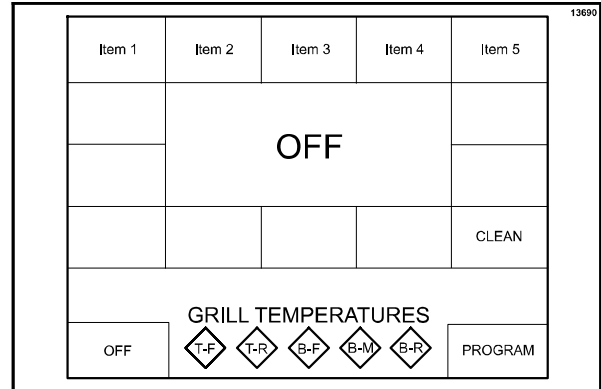 13690
Item 1 Item 2 Item 3 Item 4 Item 5
OFF
CLEAN
GRILL TEMPERATURES
OFF T-F T-R B-F B-M B-R PROGRAM